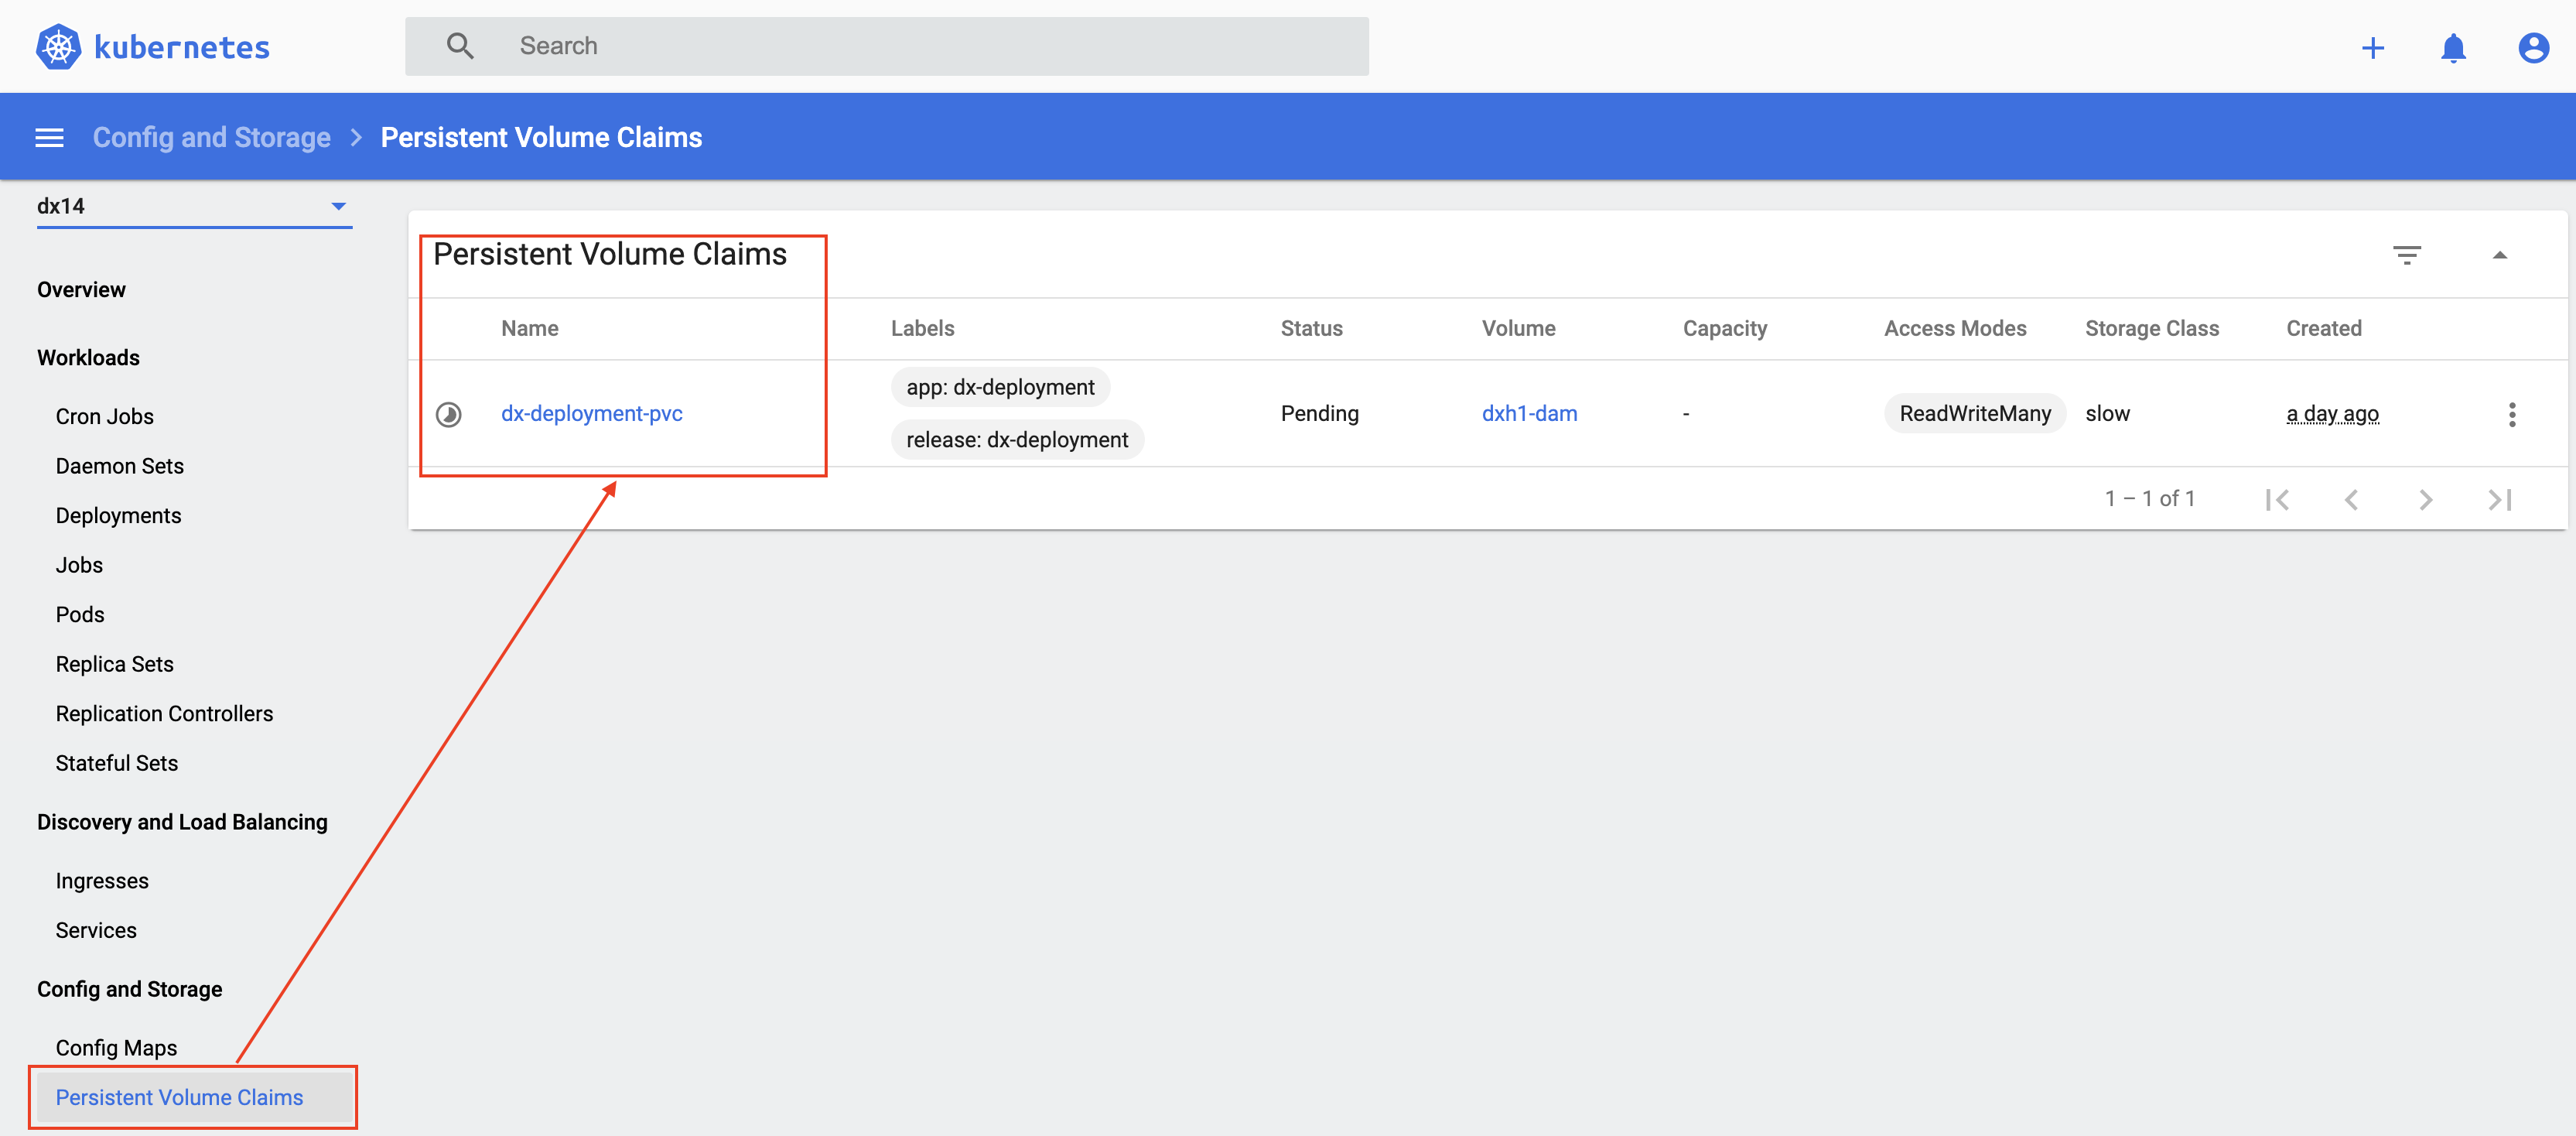 kubernetes
Search
Config and Storage > Persistent Volume Claims
dx14
Overview
Workloads
Cron Jobs
Daemon Sets
Deployments
Jobs
Pods
Replica Sets
Replication Controllers
Stateful Sets
Discovery and Load Balancing
Ingresses
Services
Config and Storage
Config Maps
Persistent Volume Claims
Persistent Volume Claims
Name Labels Status Volume Capacity Access Modes Storage Class Created
app: dx-deployment
dx-deployment-pvc Pending dxh1-dam - ReadWriteMany slow a day ago
release: dx-deployment
1 – 1 of 1